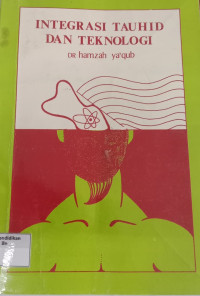 INTEGRASI TAUHID
DAN TEKNOLOGI
DR hamzah ya'qub